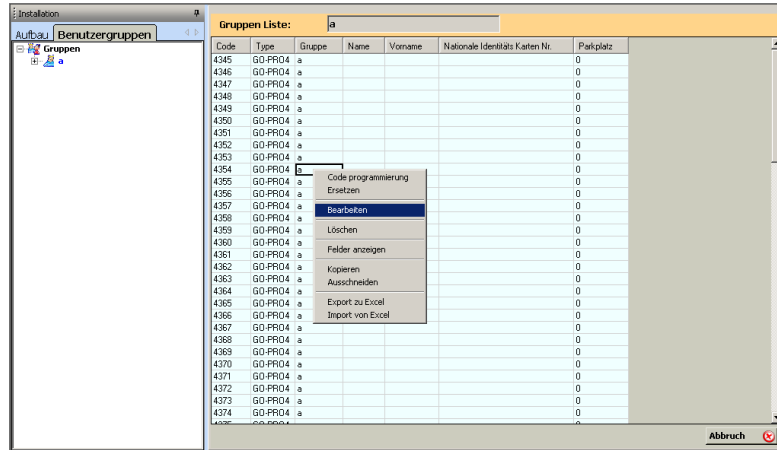 Installation
Aufbau Benutzergruppen
Gruppen
a
Gruppen Liste: a
Code Type Gruppe Name Vorname Nationale Identitäts Karten Nr. Parkplatz
4345 GO-PRO4 a 0
4346 GO-PRO4 a 0
4347 GO-PRO4 a 0
4348 GO-PRO4 a 0
4349 GO-PRO4 a 0
4350 GO-PRO4 a 0
4351 GO-PRO4 a 0
4352 GO-PRO4 a 0
4353 GO-PRO4 a 0
4354 GO-PRO4 a 0
4355 GO-PRO4 a 0
4356 GO-PRO4 a 0
4357 GO-PRO4 a 0
4358 GO-PRO4 a 0
4359 GO-PRO4 a 0
4360 GO-PRO4 a 0
4361 GO-PRO4 a 0
4362 GO-PRO4 a 0
4363 GO-PRO4 a 0
4364 GO-PRO4 a 0
4365 GO-PRO4 a 0
4366 GO-PRO4 a 0
4367 GO-PRO4 a 0
4368 GO-PRO4 a 0
4369 GO-PRO4 a 0
4370 GO-PRO4 a 0
4371 GO-PRO4 a 0
4372 GO-PRO4 a 0
4373 GO-PRO4 a 0
4374 GO-PRO4 a 0
Code programmierung
Ersetzen
Bearbeiten
Löschen
Felder anzeigen
Kopieren
Ausschneiden
Export zu Excel
Import von Excel
Abbruch